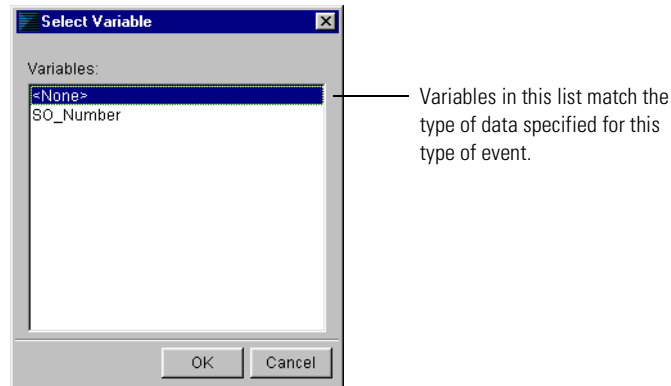 Select Variable
Variables:
<None>
SO_Number
OK
Cancel
Variables in this list match the
type of data specified for this
type of event.